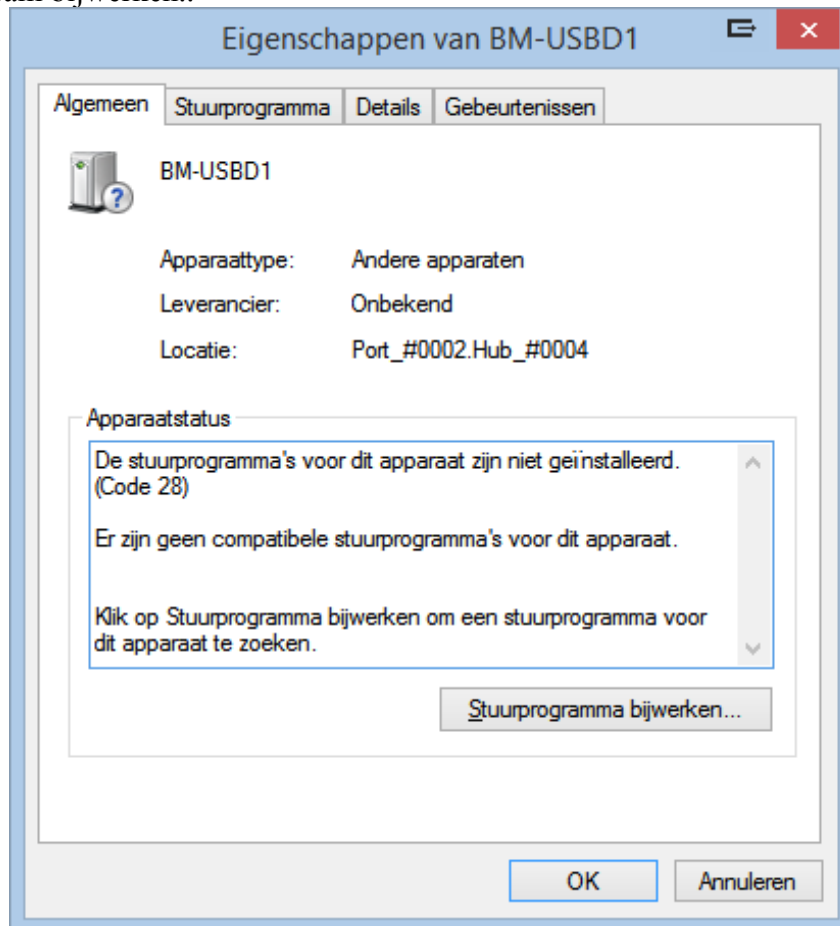 bijwerken..
Eigenschappen van BM-USBD1
Algemeen Stuurprogramma Details Gebeurtenissen
BM-USBD1
Apparaattype: Andere apparaten
Leverancier: Onbekend
Locatie: Port_#0002.Hub_#0004
Apparaatstatus
De stuurprogramma's voor dit apparaat zijn niet geïnstalleerd.
(Code 28)
Er zijn geen compatibele stuurprogramma's voor dit apparaat.
Klik op Stuurprogramma bijwerken om een stuurprogramma voor
dit apparaat te zoeken.
Stuurprogramma bijwerken...
OK Annuleren